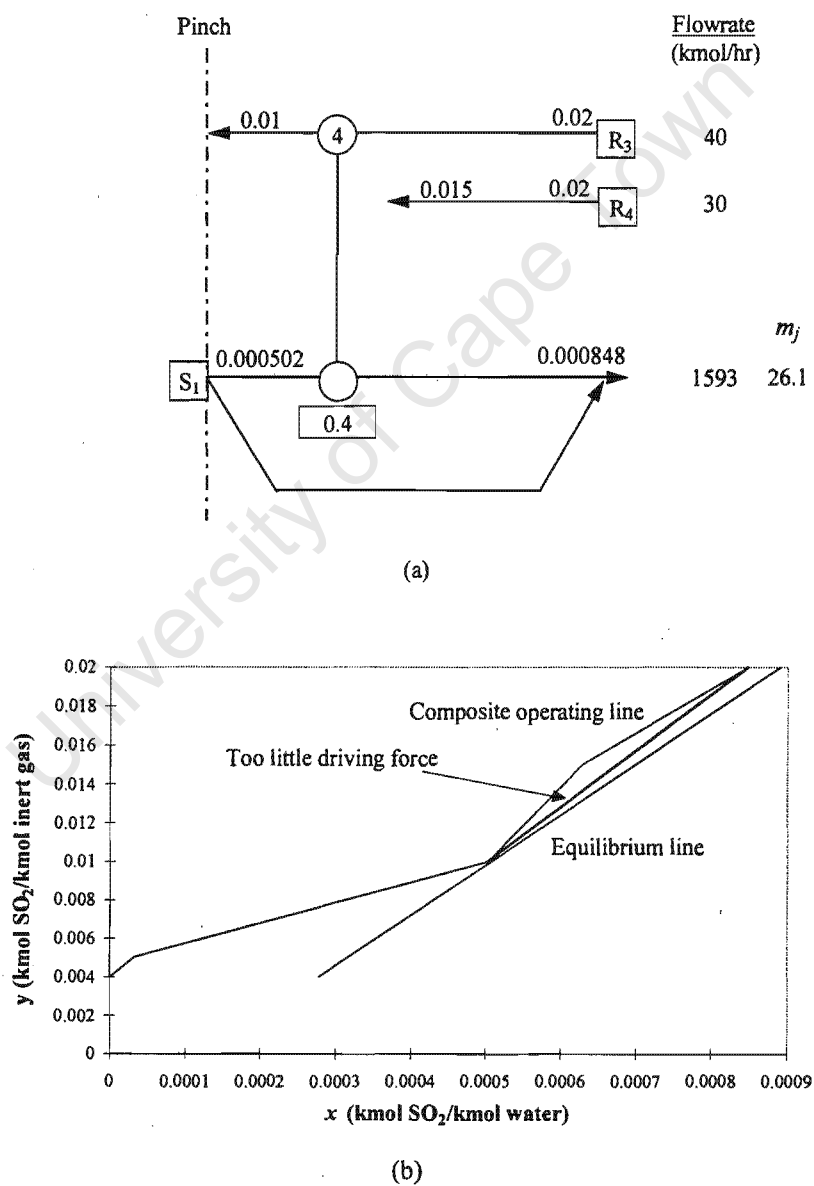 Pinch
Flowrate
(kmol/hr)
0.01
4
0.02
R3
40
0.015
0.02
R4
30
mj
S1
0.000502
0.000848
1593
26.1
0.4
(a)
0.02
0.018
0.016
0.014
0.012
0.01
0.008
0.006
0.004
0.002
0
y (kmol SO2/kmol inert gas)
Composite operating line
Too little driving force
Equilibrium line
0
0.0001
0.0002
0.0003
0.0004
0.0005
0.0006
0.0007
0.0008
0.0009
x (kmol SO2/kmol water)
(b)
University of Cape Town